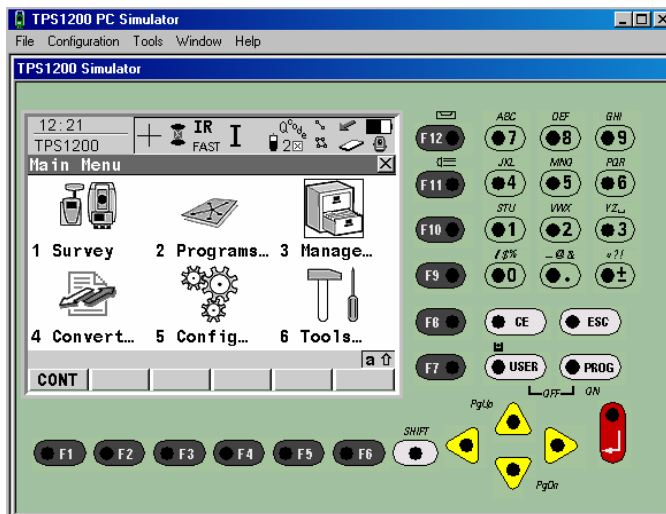 TPS1200 PC Simulator
File Configuration Tools Window Help
TPS1200 Simulator
12:21
TPS1200
IR
FAST
I
Qcode
2
Main Menu
1 Survey
2 Programs… 3 Manage…
4 Convert… 5 Config… 6 Tools…
a
CONT
F12
ABC DEF GHI
7 8 9
F11
JKL MNO PQR
4 5 6
F10
STU VWX YZ
1 2 3
F9
/$% _@& *?!
0 . ±
F8 CE ESC
F7 USER PROG
OFF ON
F1 F2 F3 F4 F5 F6
SHIFT
PgUp
PgDn